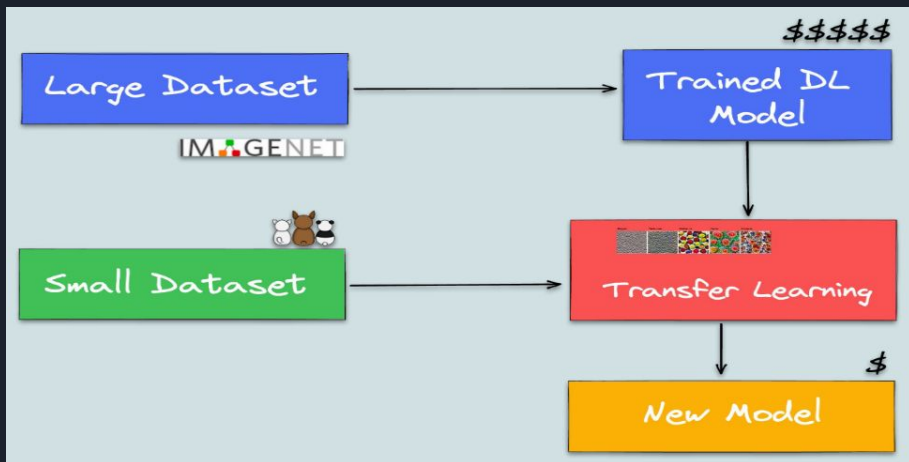 $$$$$
Large Dataset
Trained DL
Model
IMAGENET
Small Dataset
Transfer Learning
$
New Model